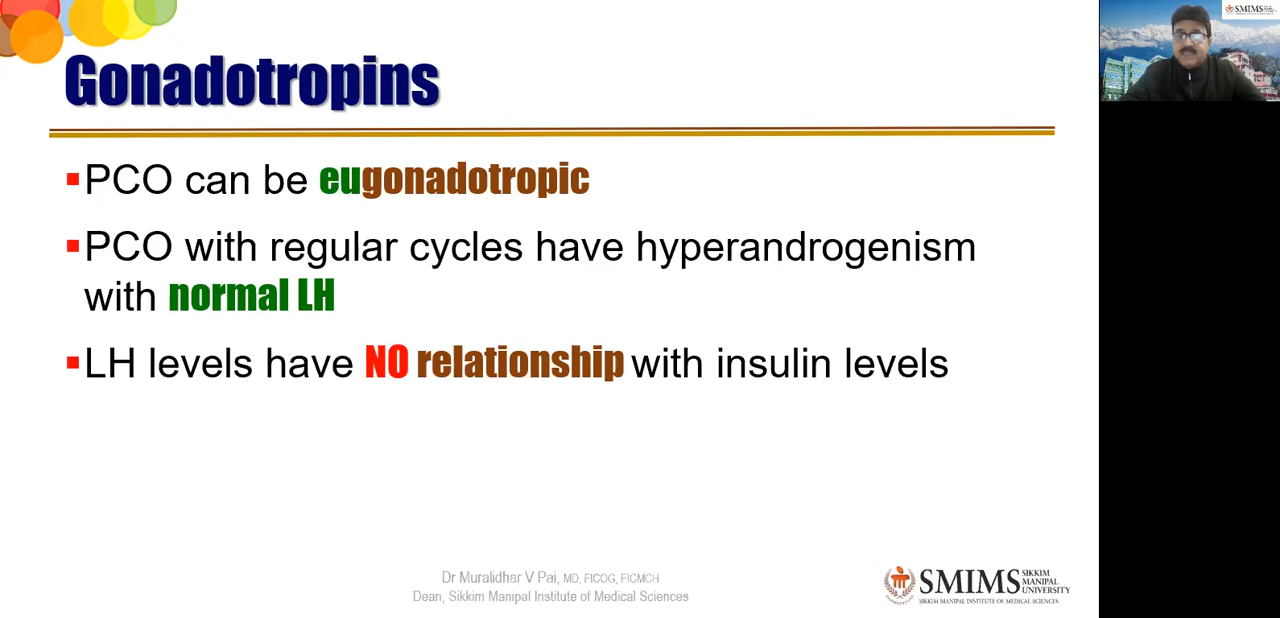 Gonadotropins
PCO can be eugonadotropic
PCO with regular cycles have hyperandrogenism
with normal LH
LH levels have NO relationship with insulin levels
Dr Muralidhar V Pai, MD, FICOG, FICMCH
Dean, Sikkim Manipal Institute of Medical Sciences
SMIMS
SIKKIM
MANIPAL
UNIVERSITY
SIKKIM MANIPAL INSTITUTE OF MEDICAL SCIENCES
SMIMS